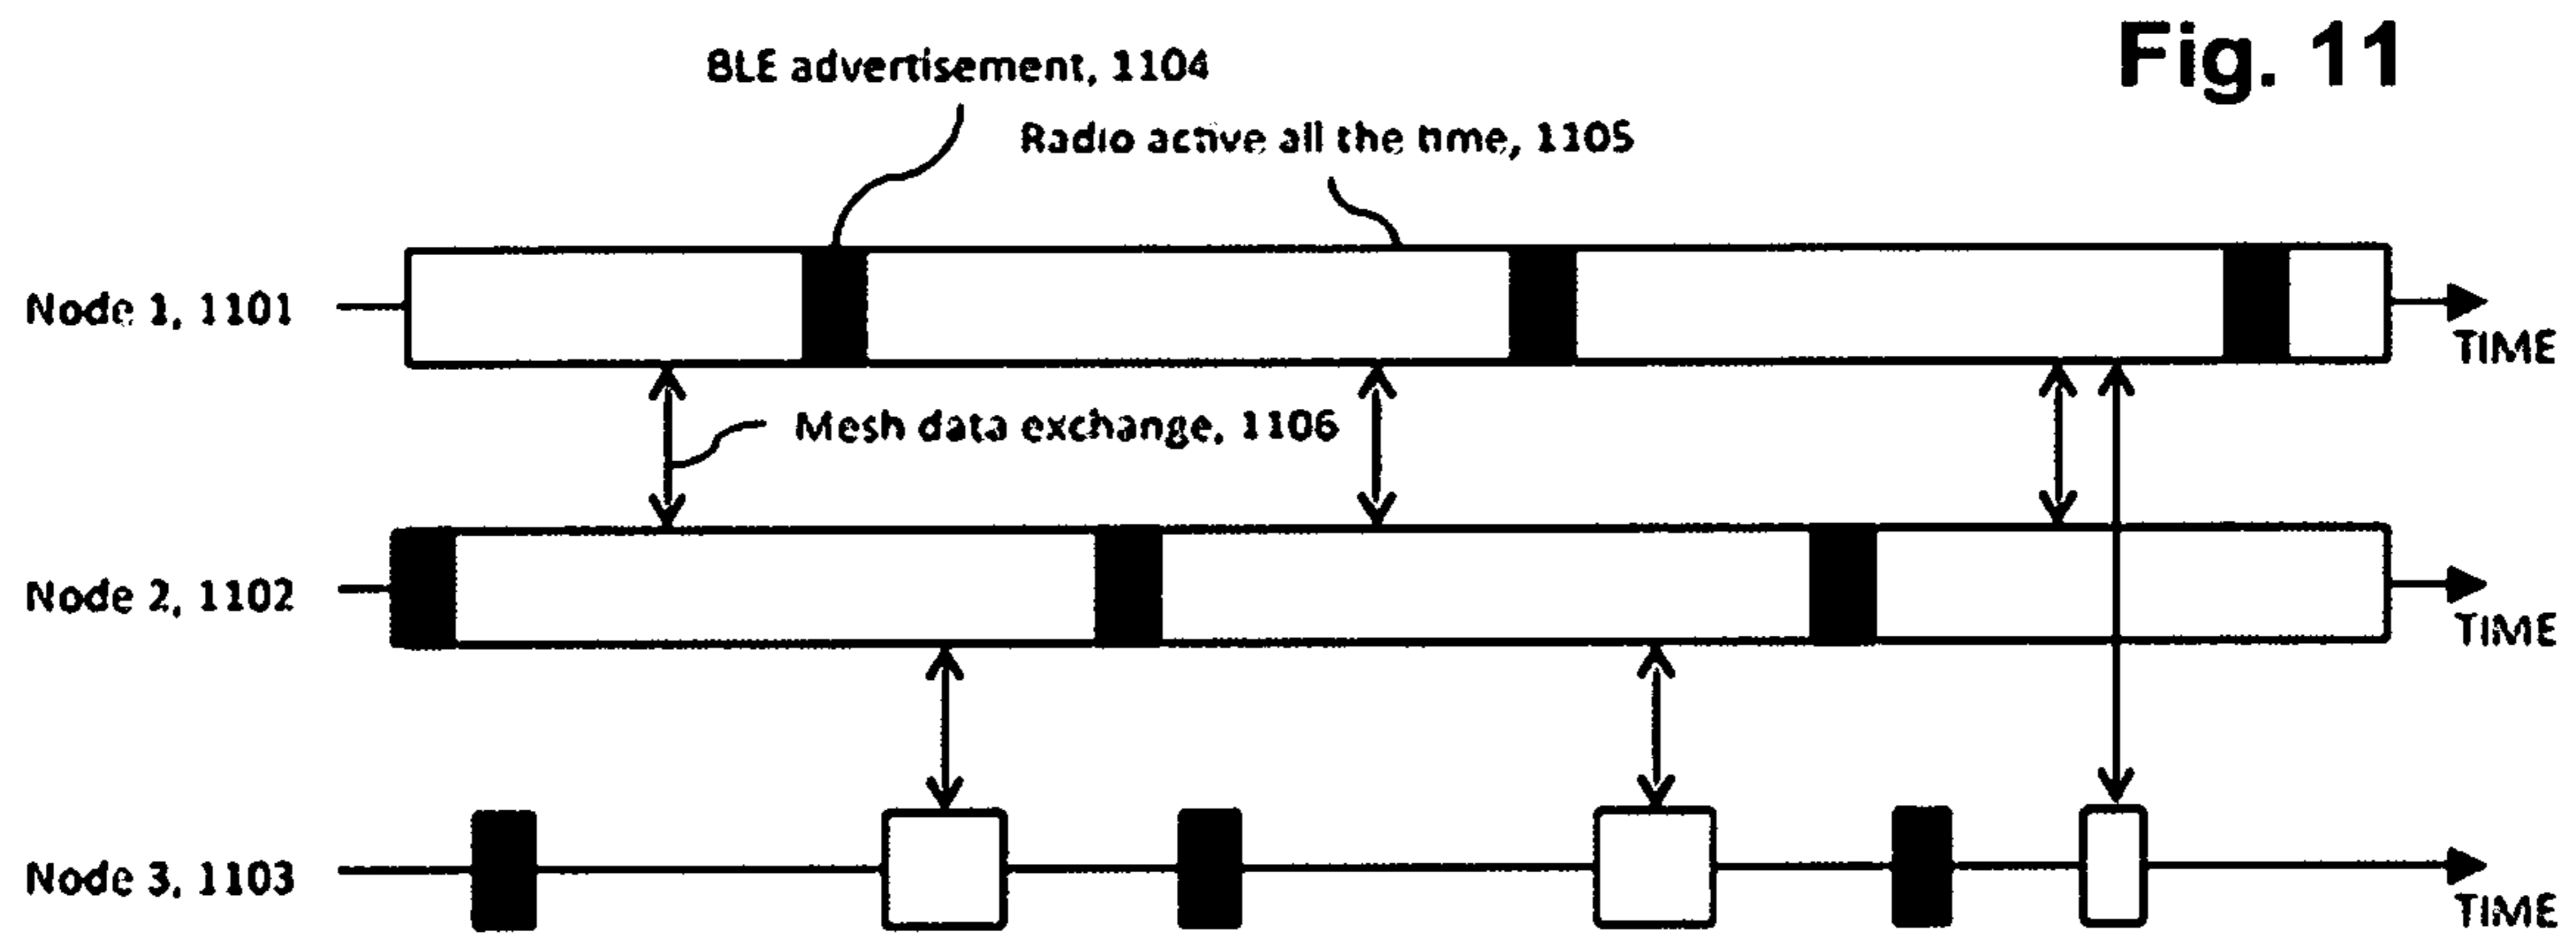 Fig. 11
BLE advertisement, 1104
Radio active all the time, 1105
Node 1, 1101
TIME
Mesh data exchange, 1106
Node 2, 1102
TIME
Node 3, 1103
TIME